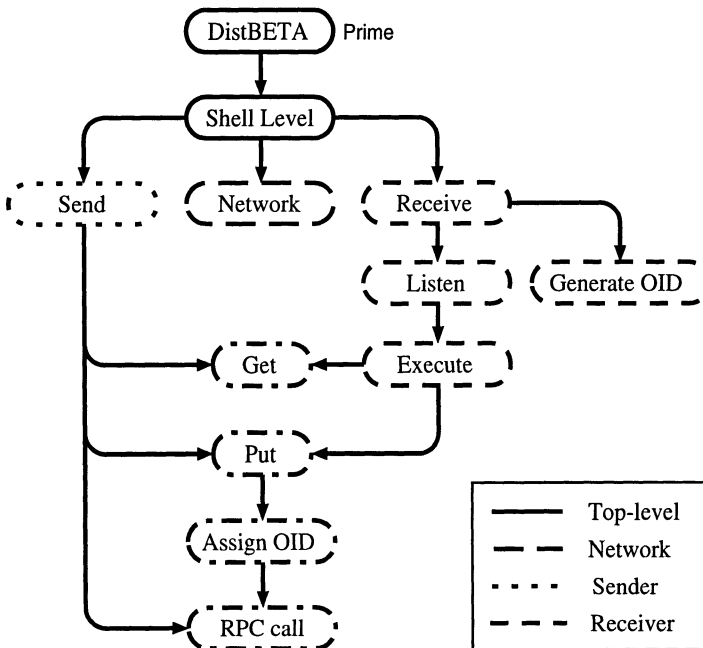 DistBETA Prime
Shell Level
Send Network Receive
Listen Generate OID
Get Execute
Put
Assign OID
RPC call
Top-level
Network
Sender
Receiver